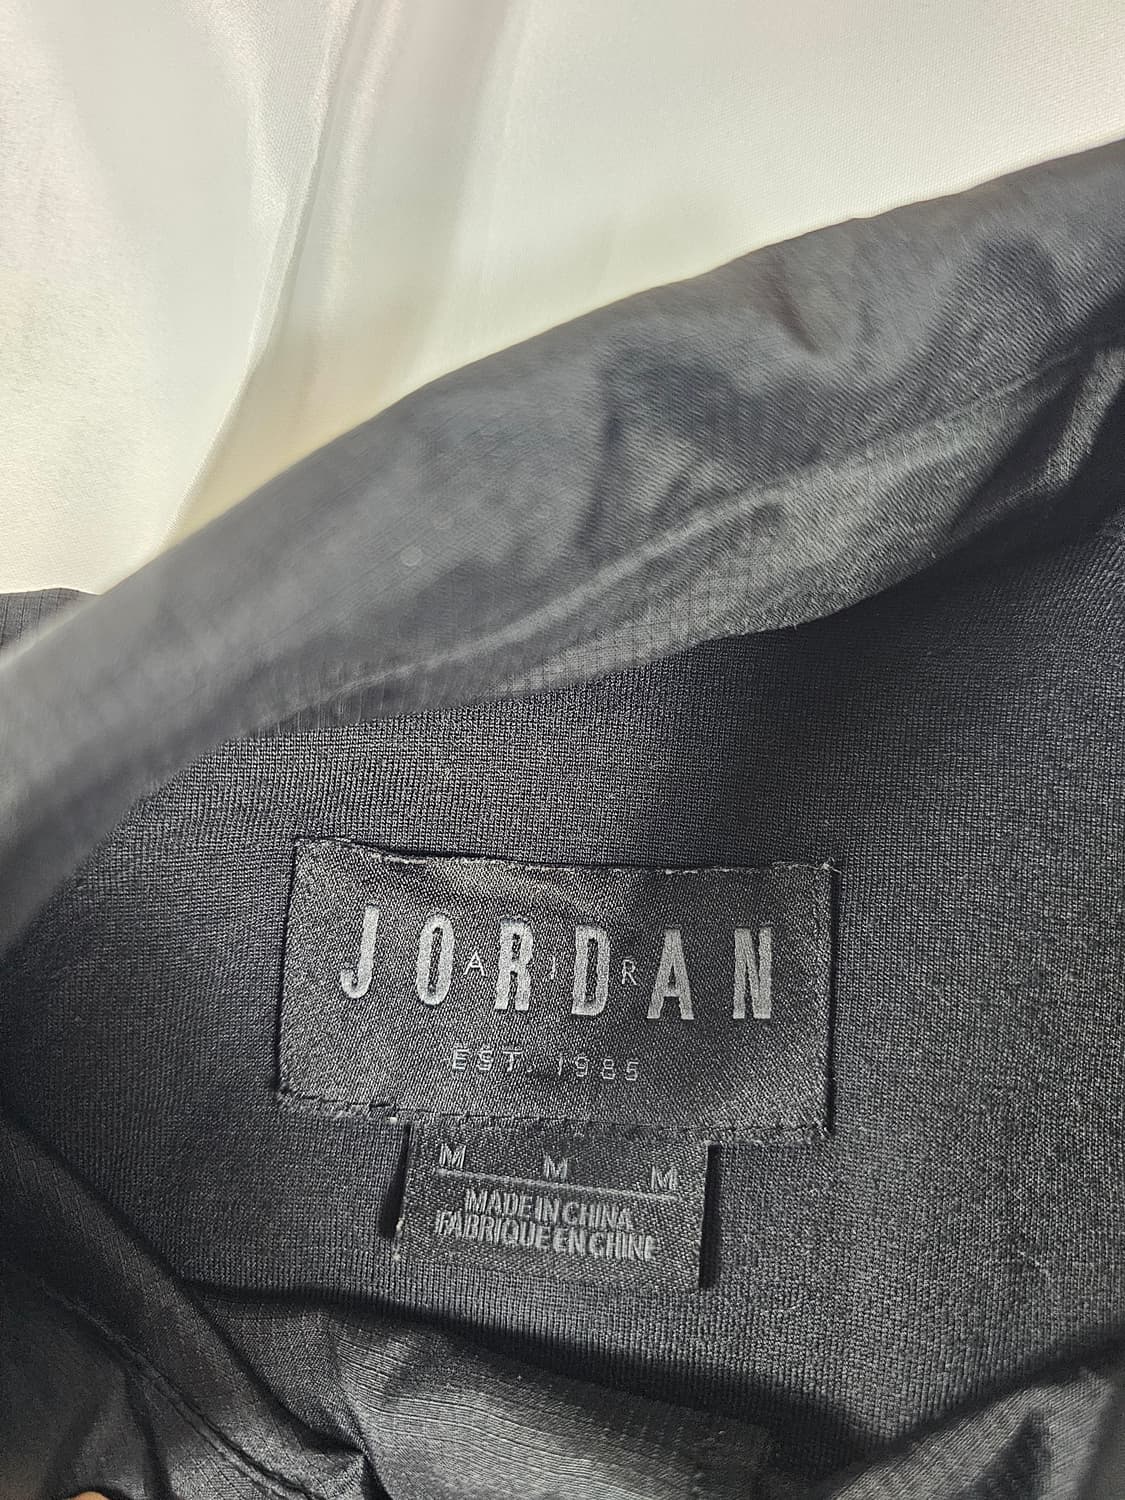 JORDAN
AIR
EST. 1985
M M M
MADE IN CHINA
FABRIQUE EN CHINE